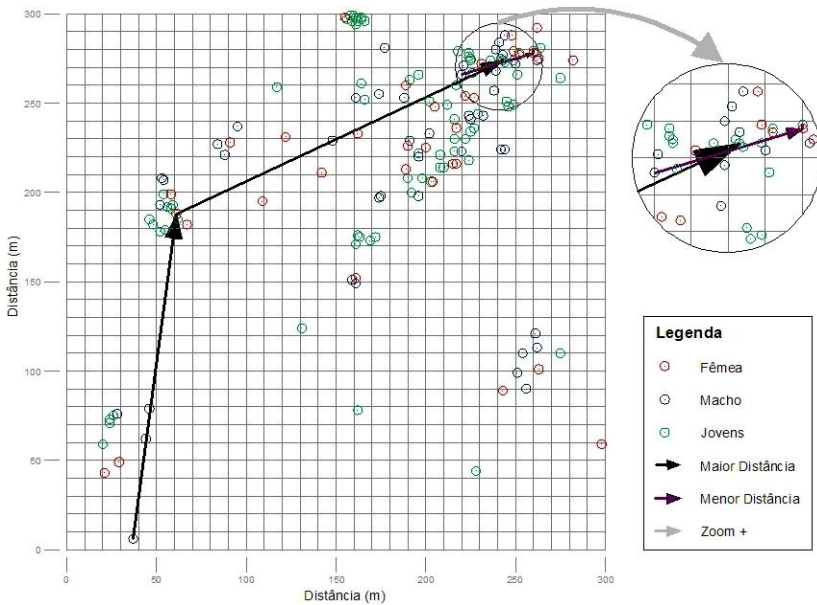 300
250
200
150
100
50
0
Distância (m)
0 50 100 150 200 250 300
Distância (m)
Legenda
Fêmea
Macho
Jovens
Maior Distância
Menor Distância
Zoom +